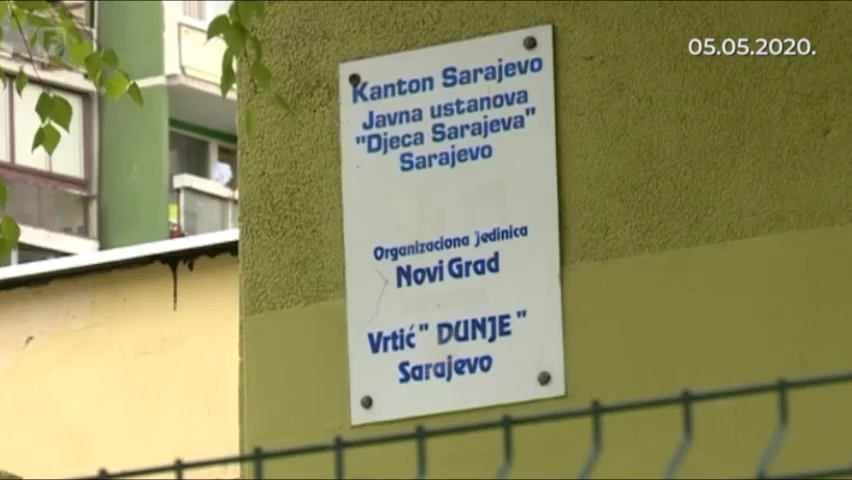 05.05.2020.
Kanton Sarajevo
Javna ustanova
"Djeca Sarajeva"
Sarajevo
Organizaciona jedinica
Novi Grad
Vrtić "DUNJE"
Sarajevo